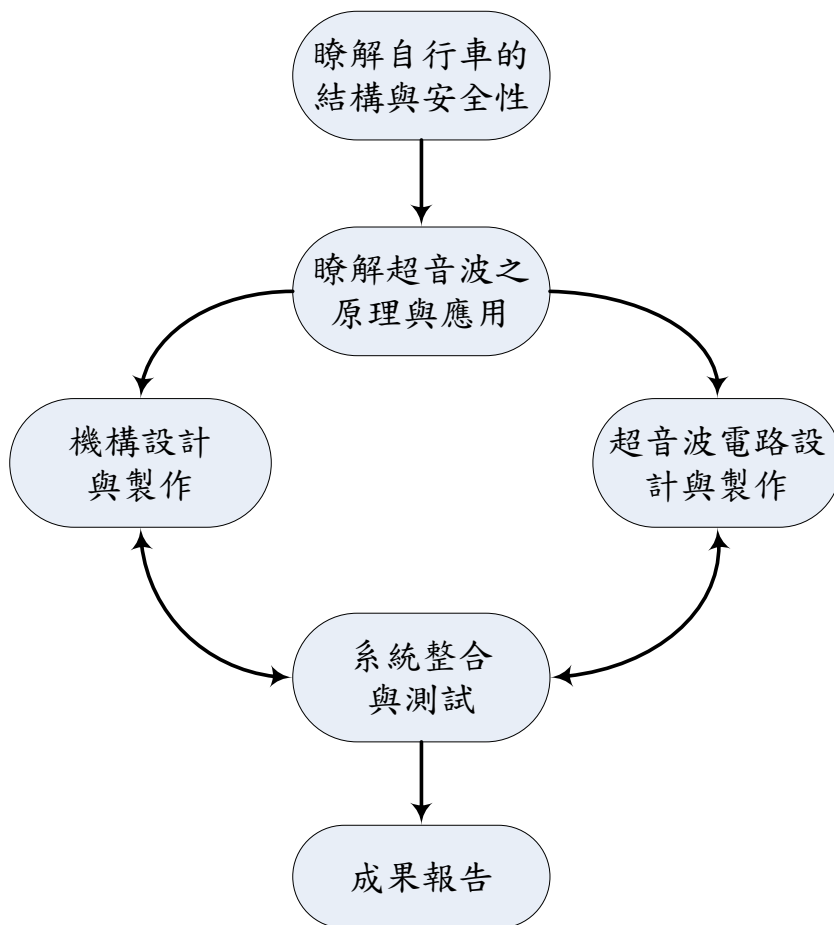 瞭解自行車的
結構與安全性
瞭解超音波之
原理與應用
機構設計
與製作
超音波電路設
計與製作
系統整合
與測試
成果報告